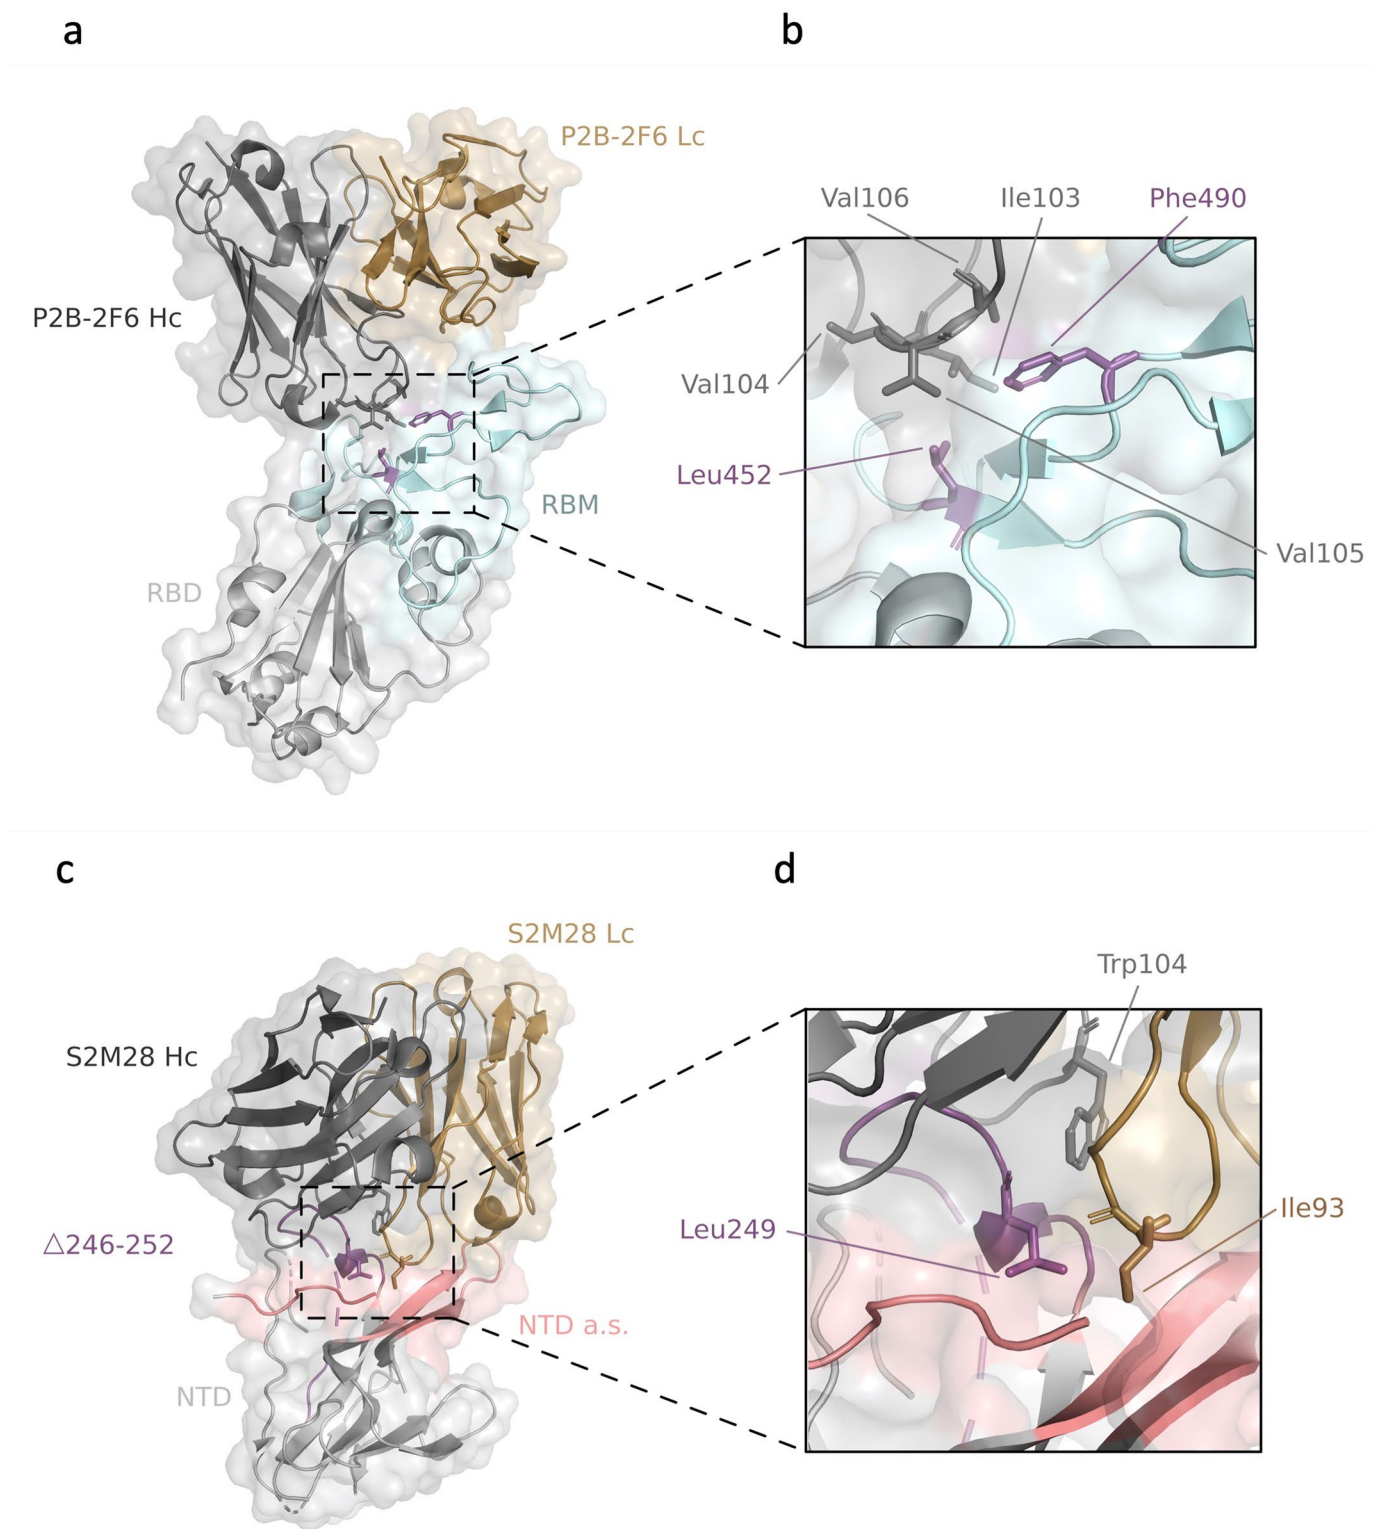 a
b
P2B-2F6 Lc
Val106
Ile103
Phe490
P2B-2F6 Hc
Val104
Leu452
RBM
Val105
RBD
c
d
S2M28 Lc
Trp104
S2M28 Hc
Ile93
Leu249
△246-252
NTD a.s.
NTD